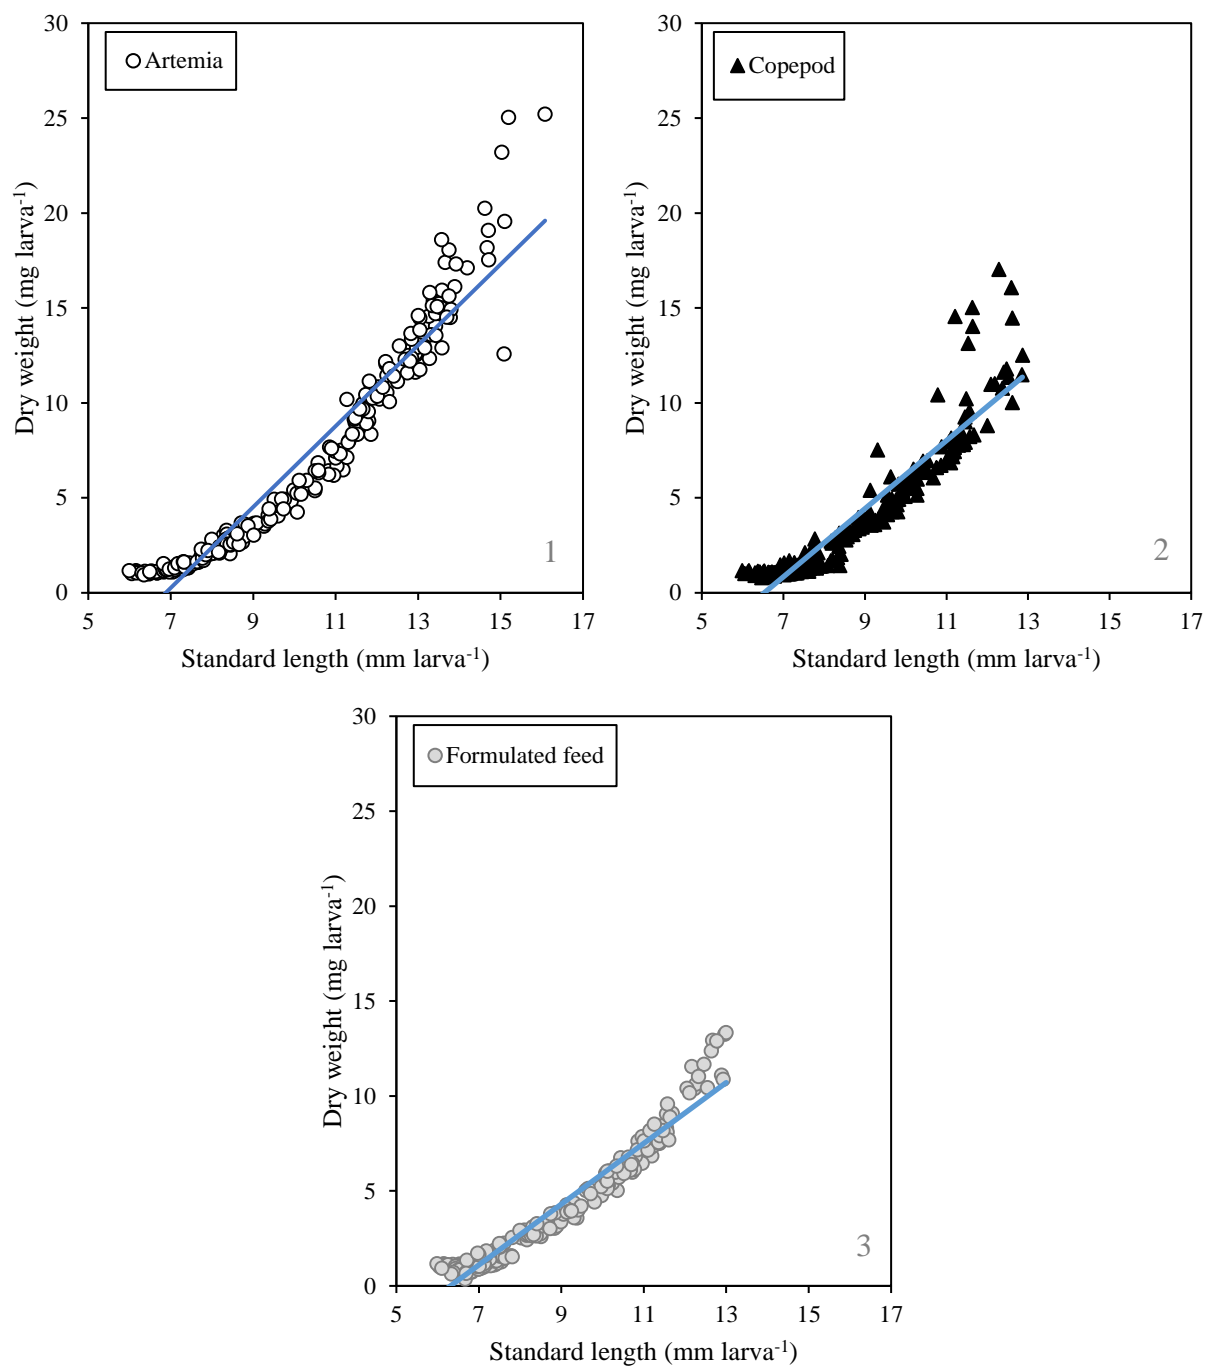 30
25
20
15
10
5
0
Dry weight (mg larva-1)
Artemia
1
5 7 9 11 13 15 17
Standard length (mm larva-1)
30
25
20
15
10
5
0
Dry weight (mg larva-1)
Copepod
2
5 7 9 11 13 15 17
Standard length (mm larva-1)
30
25
20
15
10
5
0
Dry weight (mg larva-1)
Formulated feed
3
5 7 9 11 13 15 17
Standard length (mm larva-1)